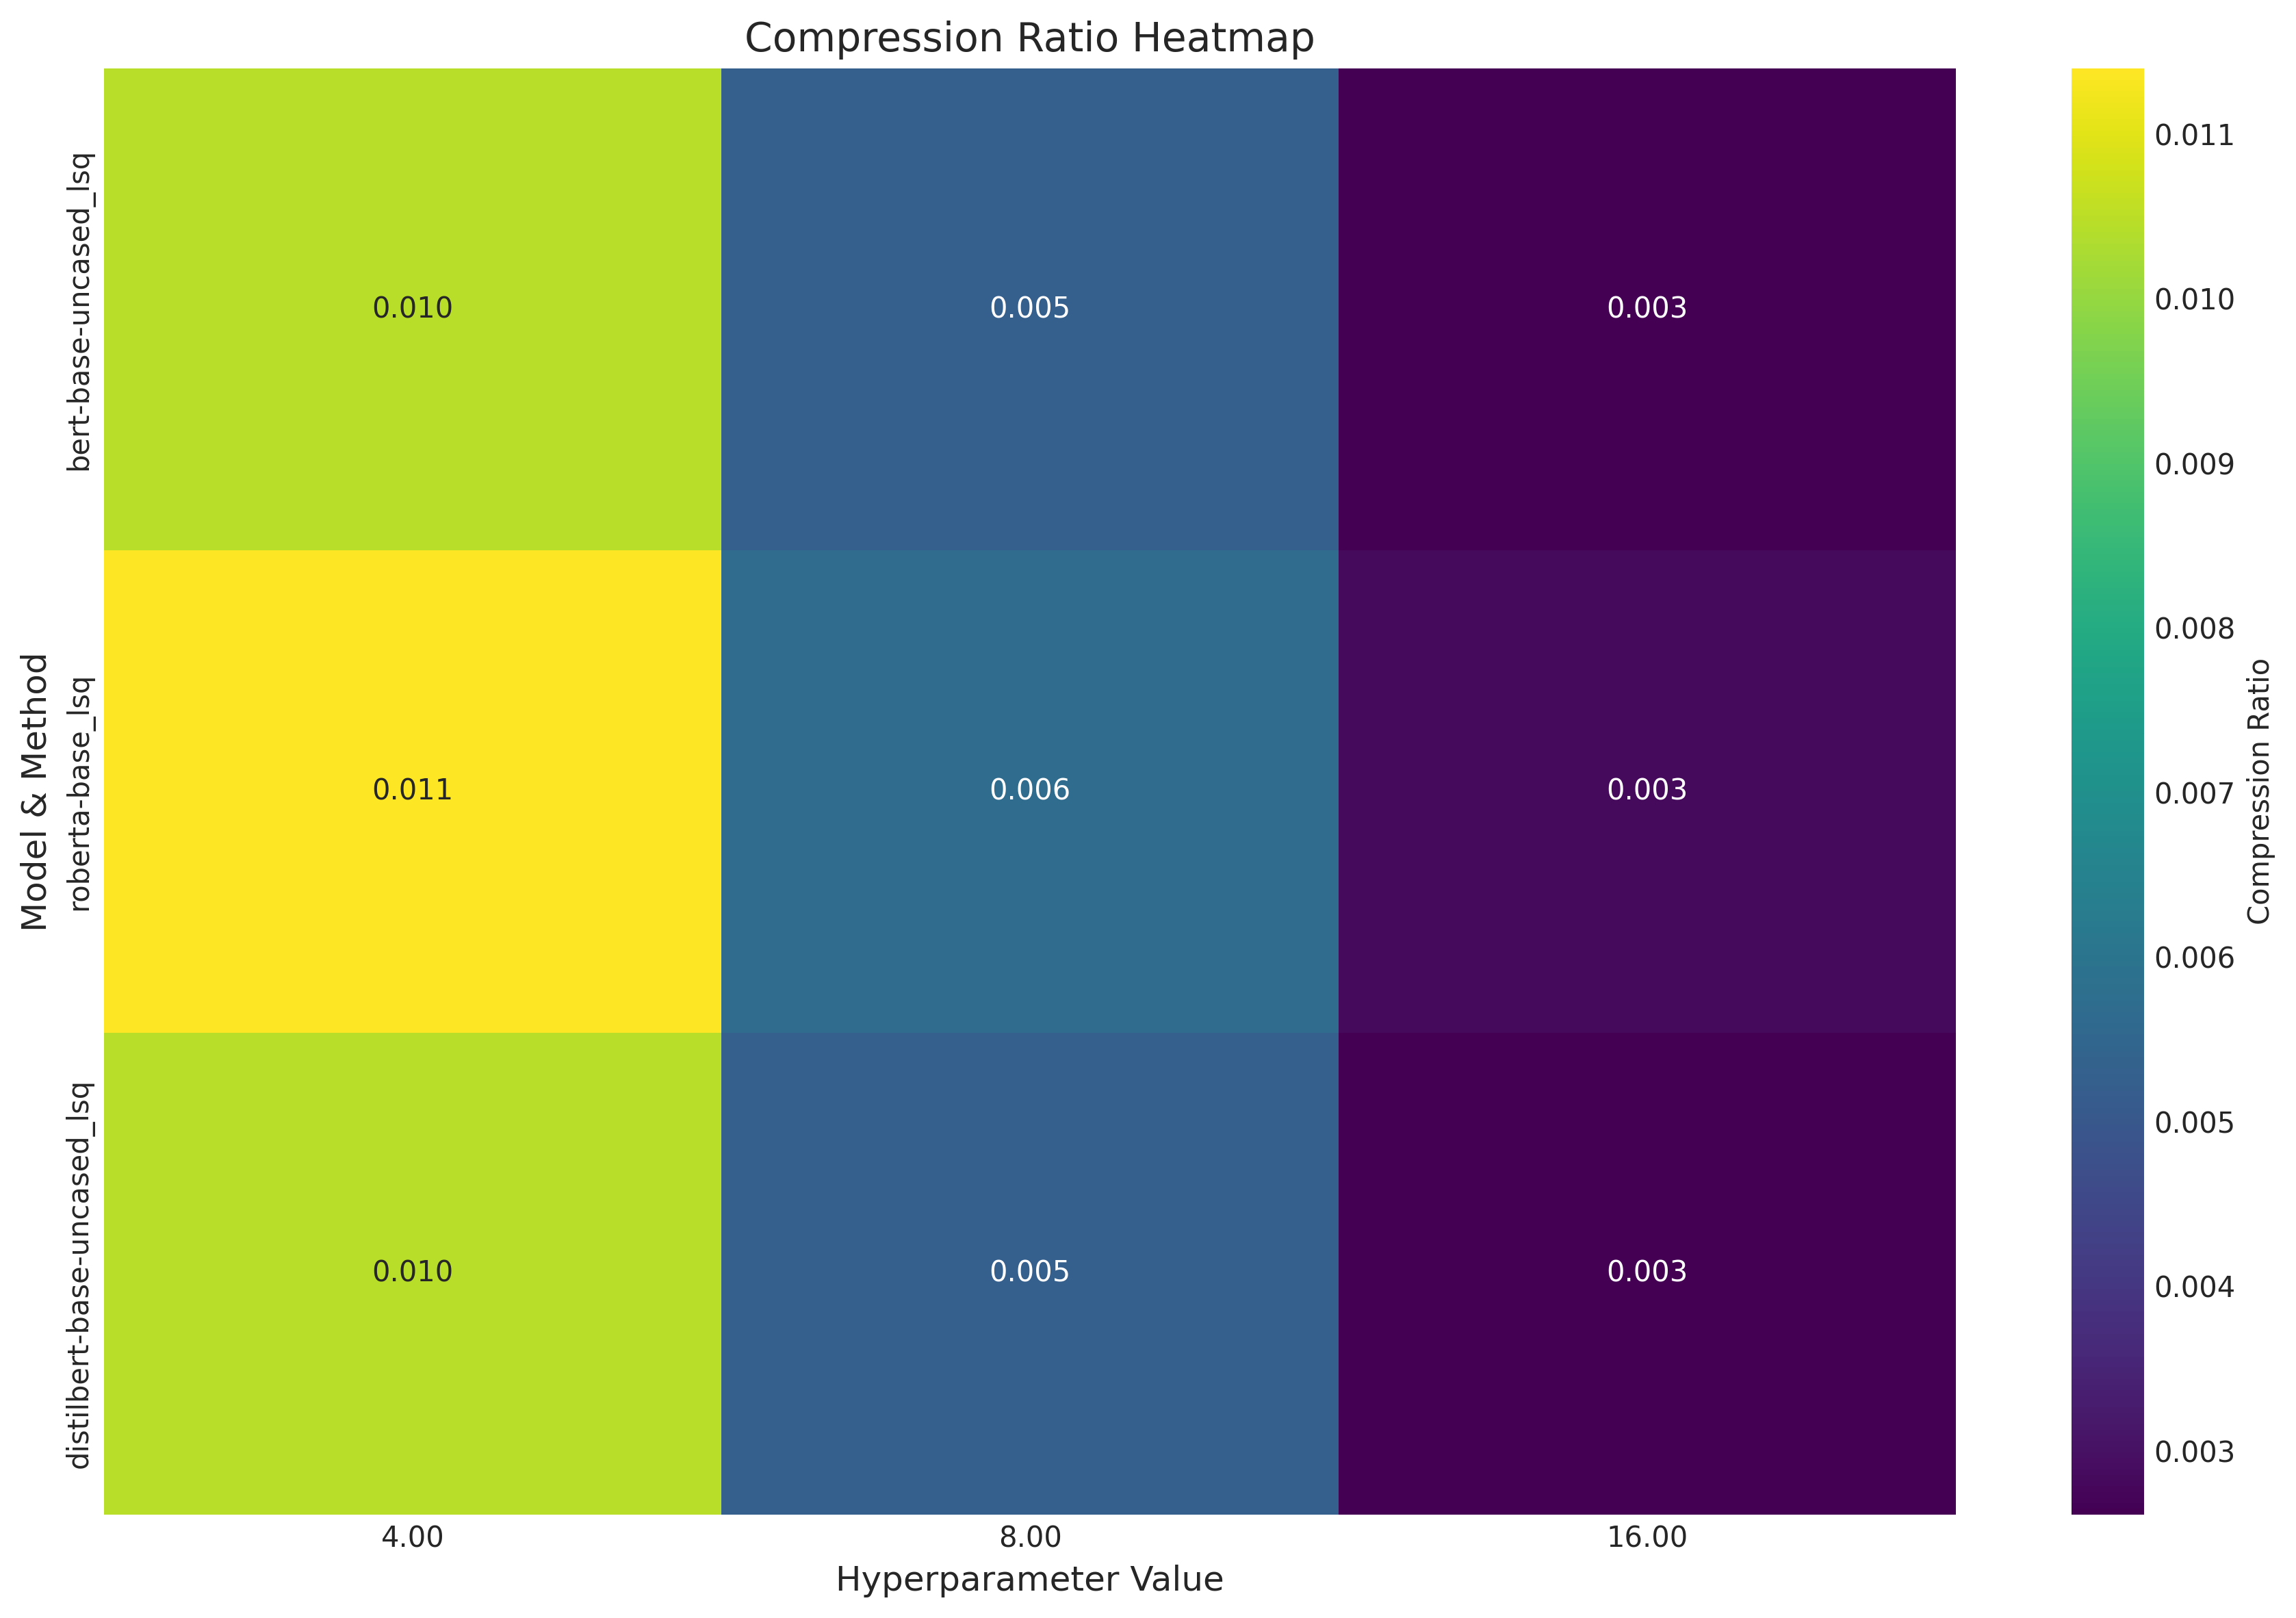 Compression Ratio Heatmap
Model & Method
bert-base-uncased_lsq
0.010 0.005 0.003
roberta-base_lsq
0.011 0.006 0.003
distilbert-base-uncased_lsq
0.010 0.005 0.003
4.00 8.00 16.00
Hyperparameter Value
0.011
0.010
0.009
0.008
0.007
0.006
0.005
0.004
0.003
Compression Ratio